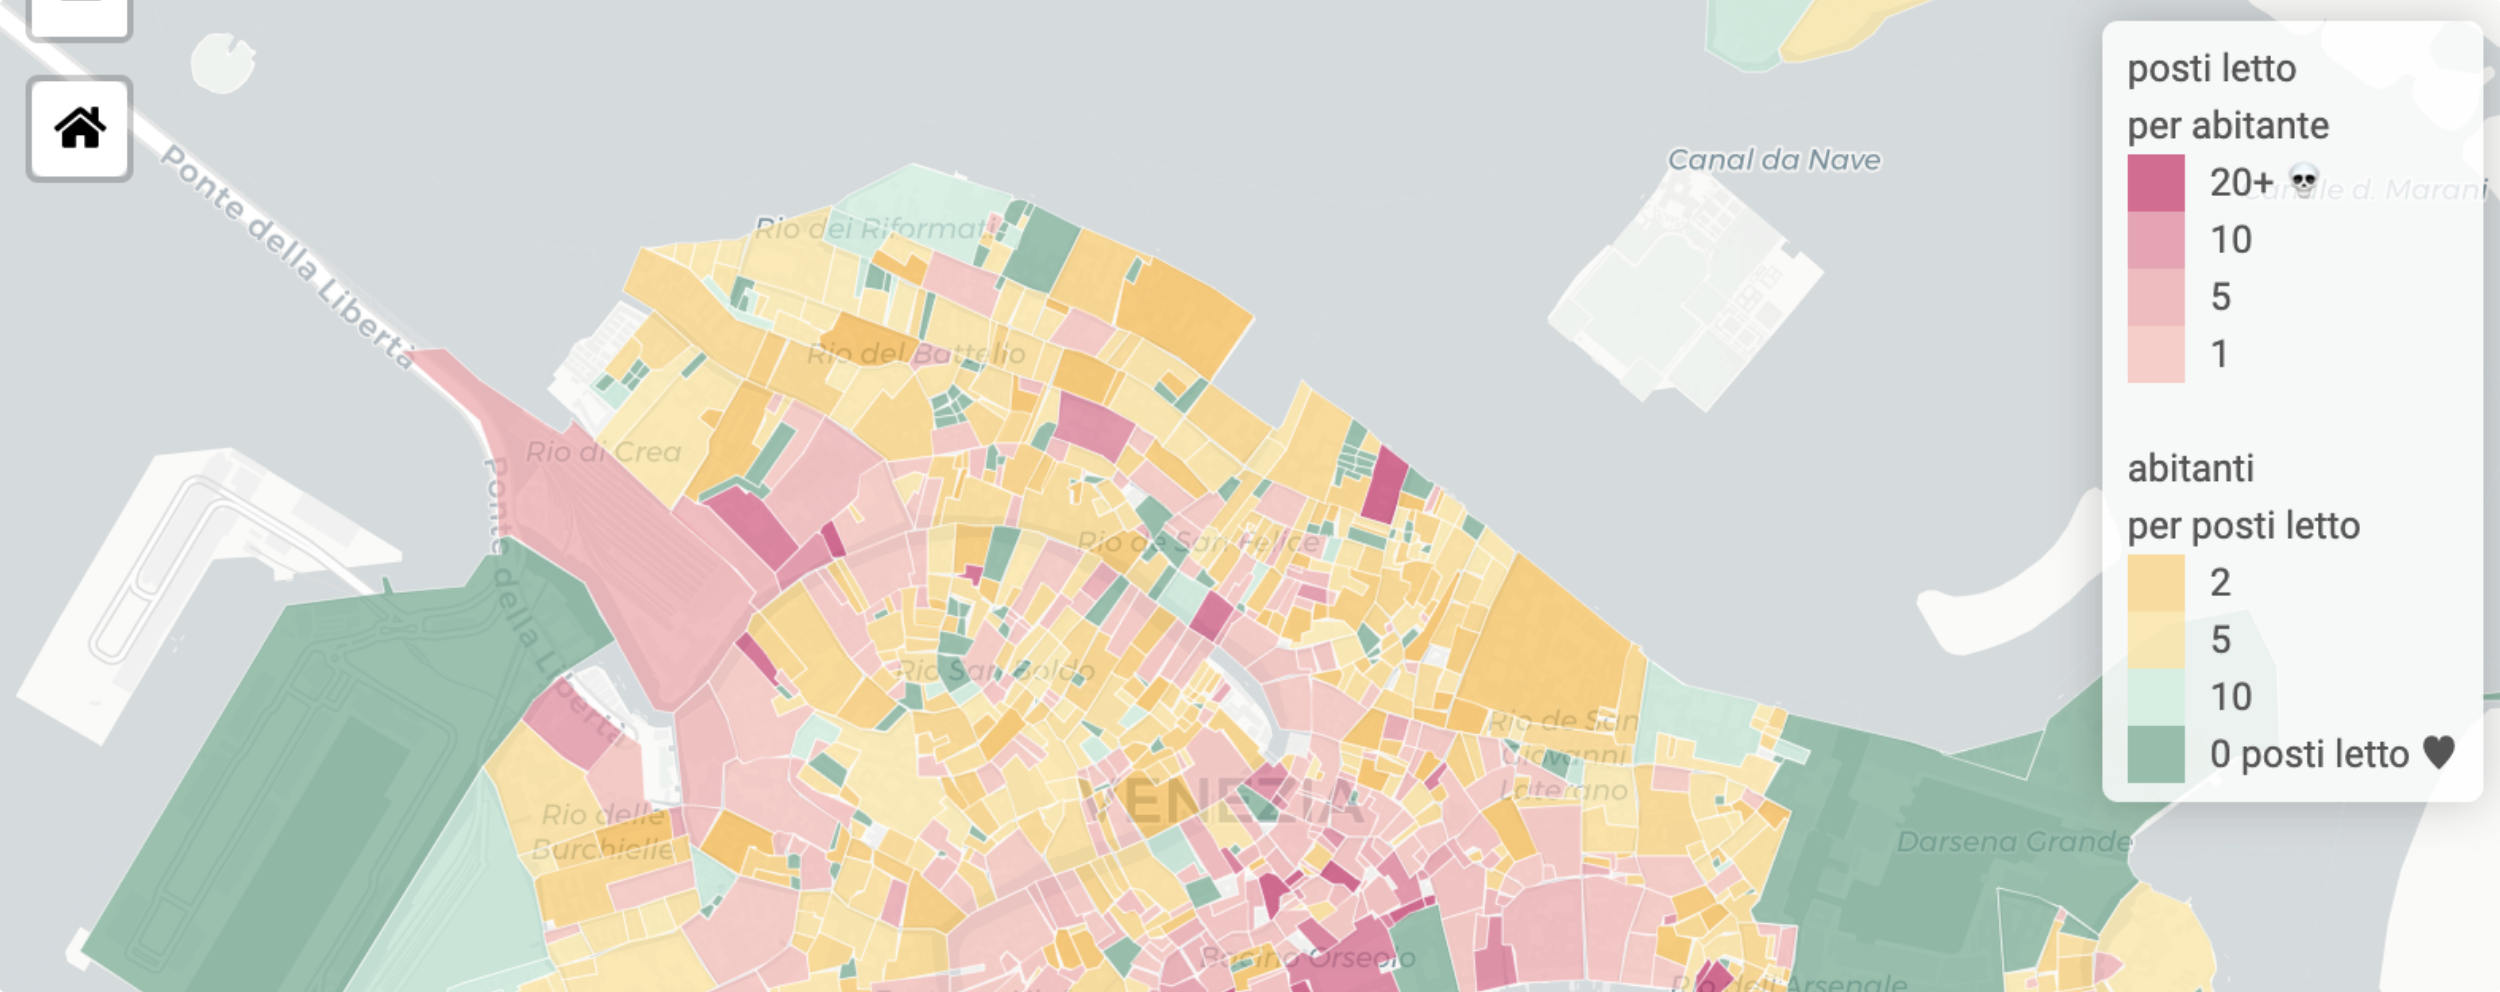 Ponte della Libertà
Canal da Nave
Canale d. Marani
Rio dei Riformati
Rio del Battelio
Rio di Crea
Ponte della Libertà
Rio de San Felice
Rio San Boldo
Rio de San
Giovanni
Laterano
VENEZIA
Rio delle
Burchielle
Darsena Grande
Bacino Orseolo
Rio dell'Arsenale
posti letto
per abitante
20+
10
5
1
abitanti
per posti letto
2
5
10
0 posti letto ♥